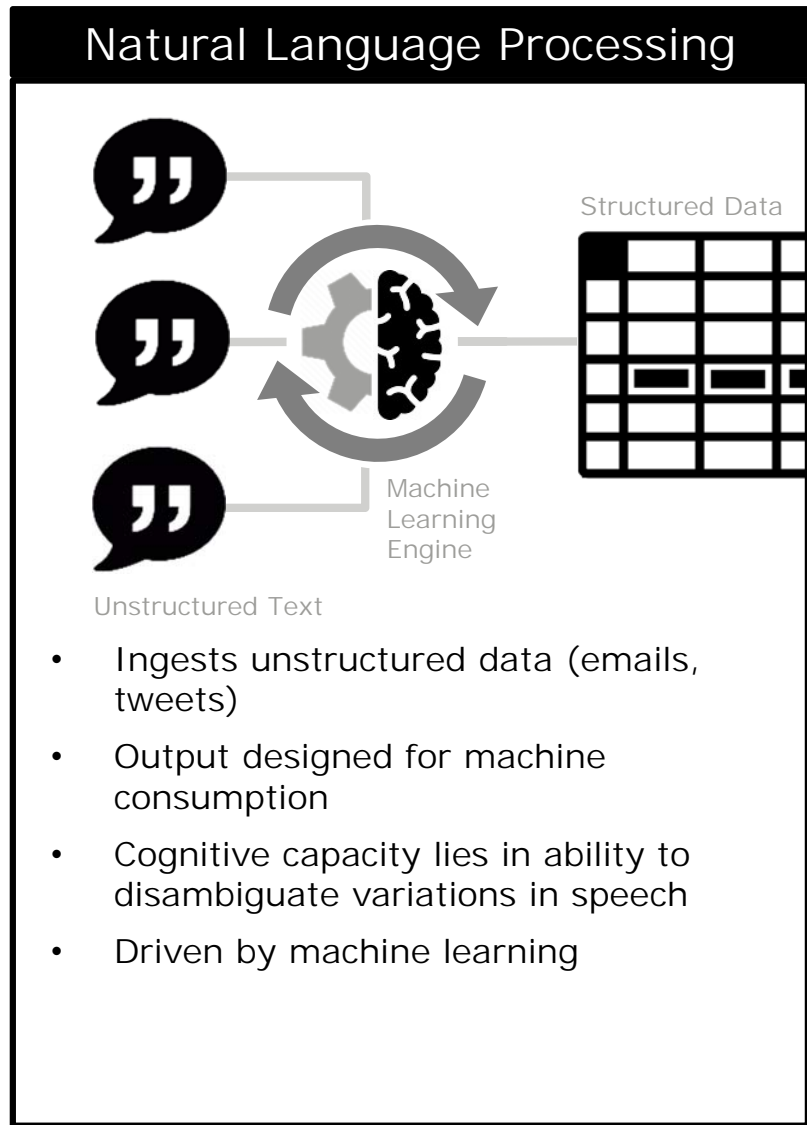 Natural Language Processing
Structured Data
Machine
Learning
Engine
Unstructured Text
• Ingests unstructured data (emails,
tweets)
• Output designed for machine
consumption
• Cognitive capacity lies in ability to
disambiguate variations in speech
• Driven by machine learning